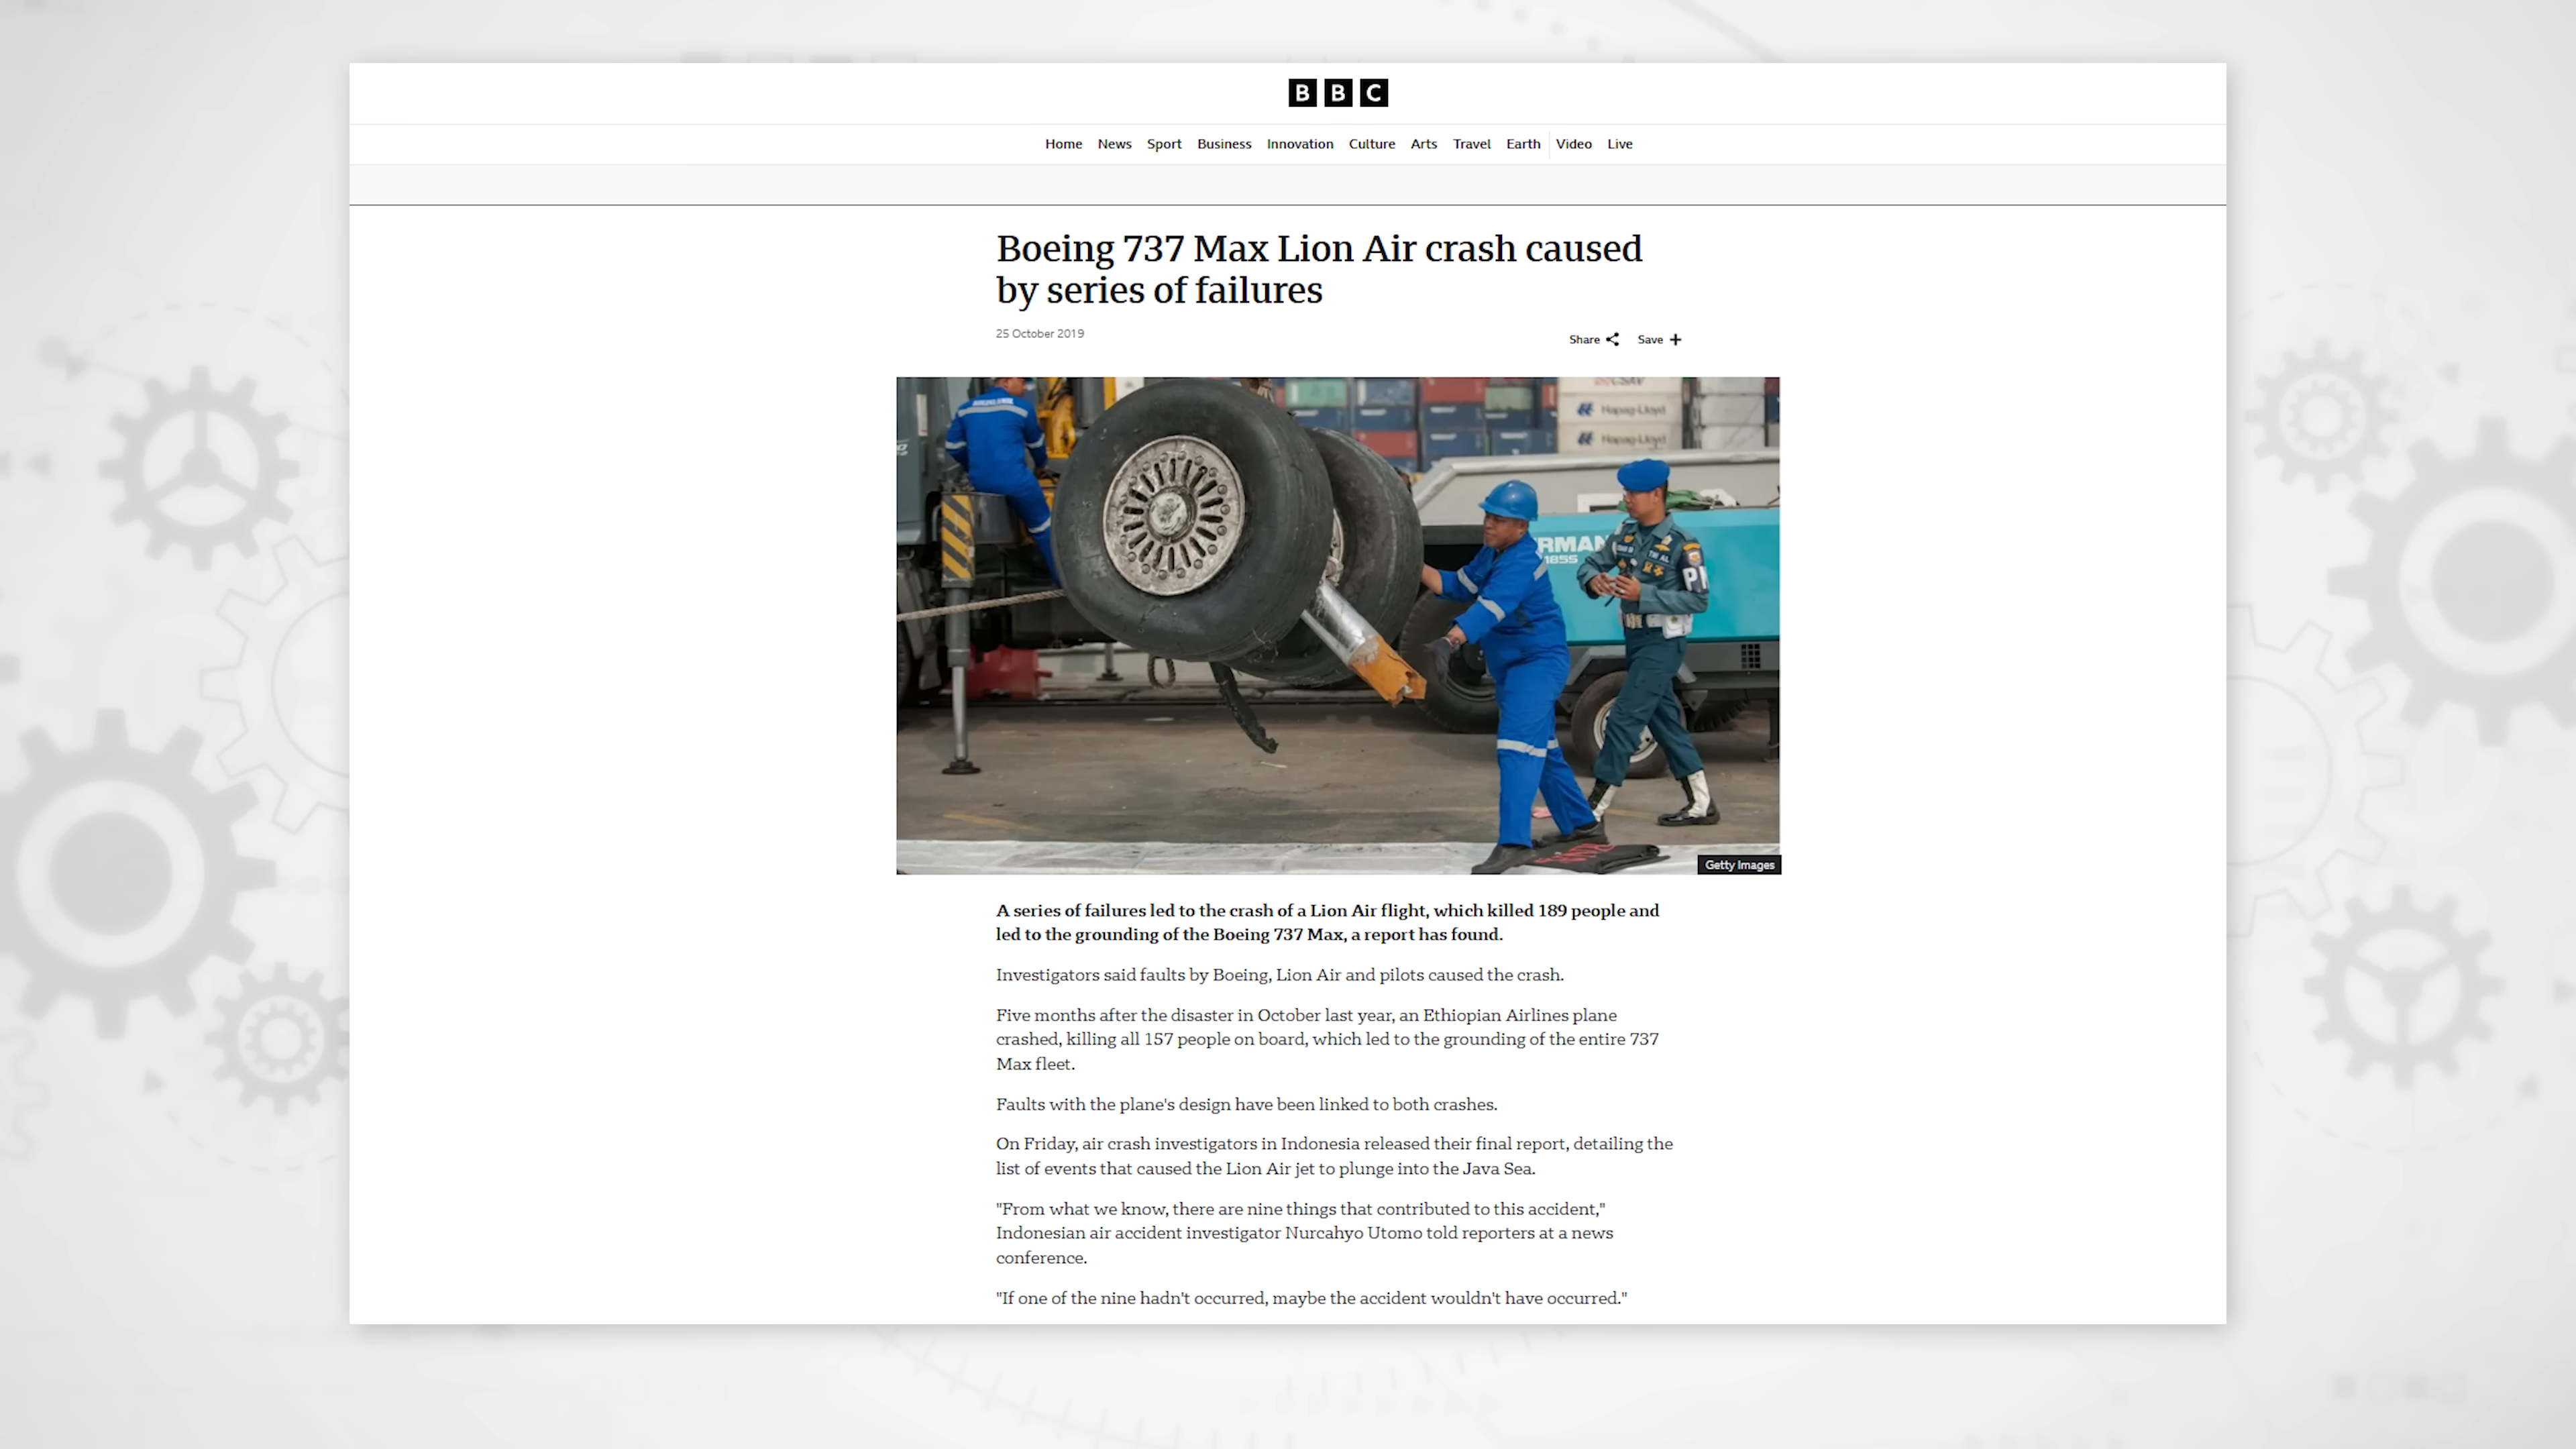 BBC
Home News Sport Business Innovation Culture Arts Travel Earth Video Live
Boeing 737 Max Lion Air crash caused
by series of failures
25 October 2019
Share Save
Hapag-Lloyd
Hapag-Lloyd
RMAN
185S
TNI AL
Getty Images
A series of failures led to the crash of a Lion Air flight, which killed 189 people and
led to the grounding of the Boeing 737 Max, a report has found.
Investigators said faults by Boeing, Lion Air and pilots caused the crash.
Five months after the disaster in October last year, an Ethiopian Airlines plane
crashed, killing all 157 people on board, which led to the grounding of the entire 737
Max fleet.
Faults with the plane's design have been linked to both crashes.
On Friday, air crash investigators in Indonesia released their final report, detailing the
list of events that caused the Lion Air jet to plunge into the Java Sea.
"From what we know, there are nine things that contributed to this accident,"
Indonesian air accident investigator Nurcahyo Utomo told reporters at a news
conference.
"If one of the nine hadn't occurred, maybe the accident wouldn't have occurred."